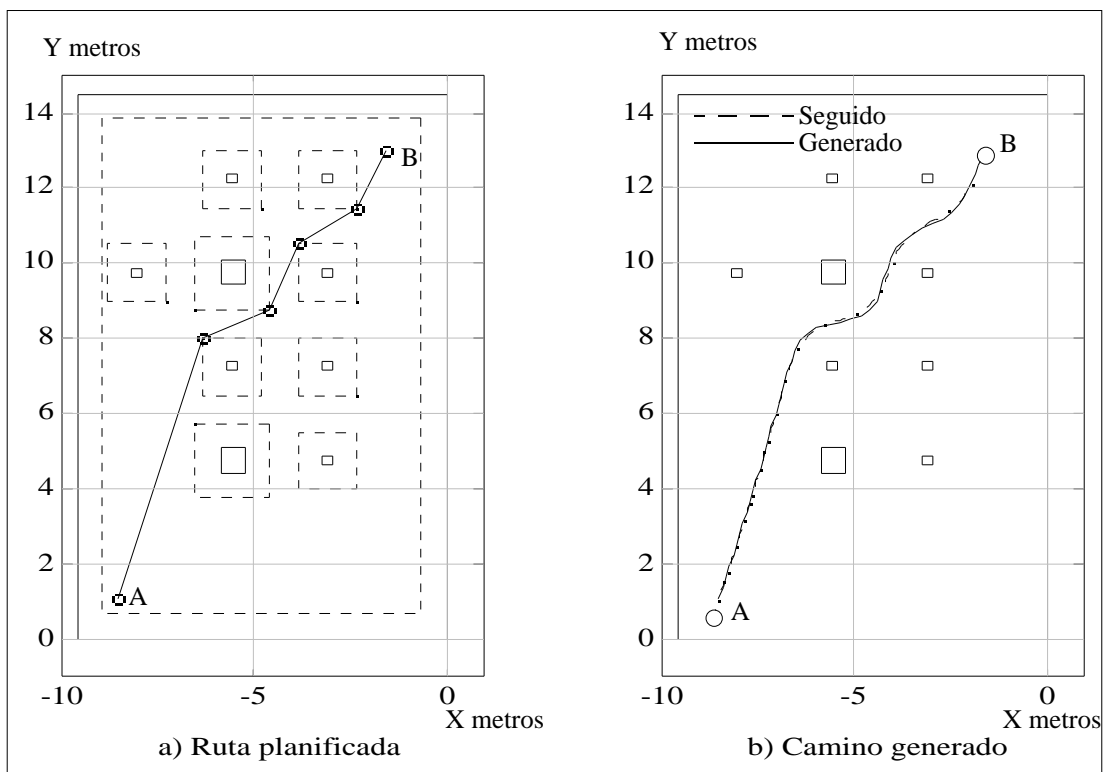 Y metros
14
12
10
8
6
4
2
0
-10
-5
0
X metros
A
B
a) Ruta planificada
Y metros
14
12
10
8
6
4
2
0
-10
-5
0
X metros
Seguido
Generado
A
B
b) Camino generado